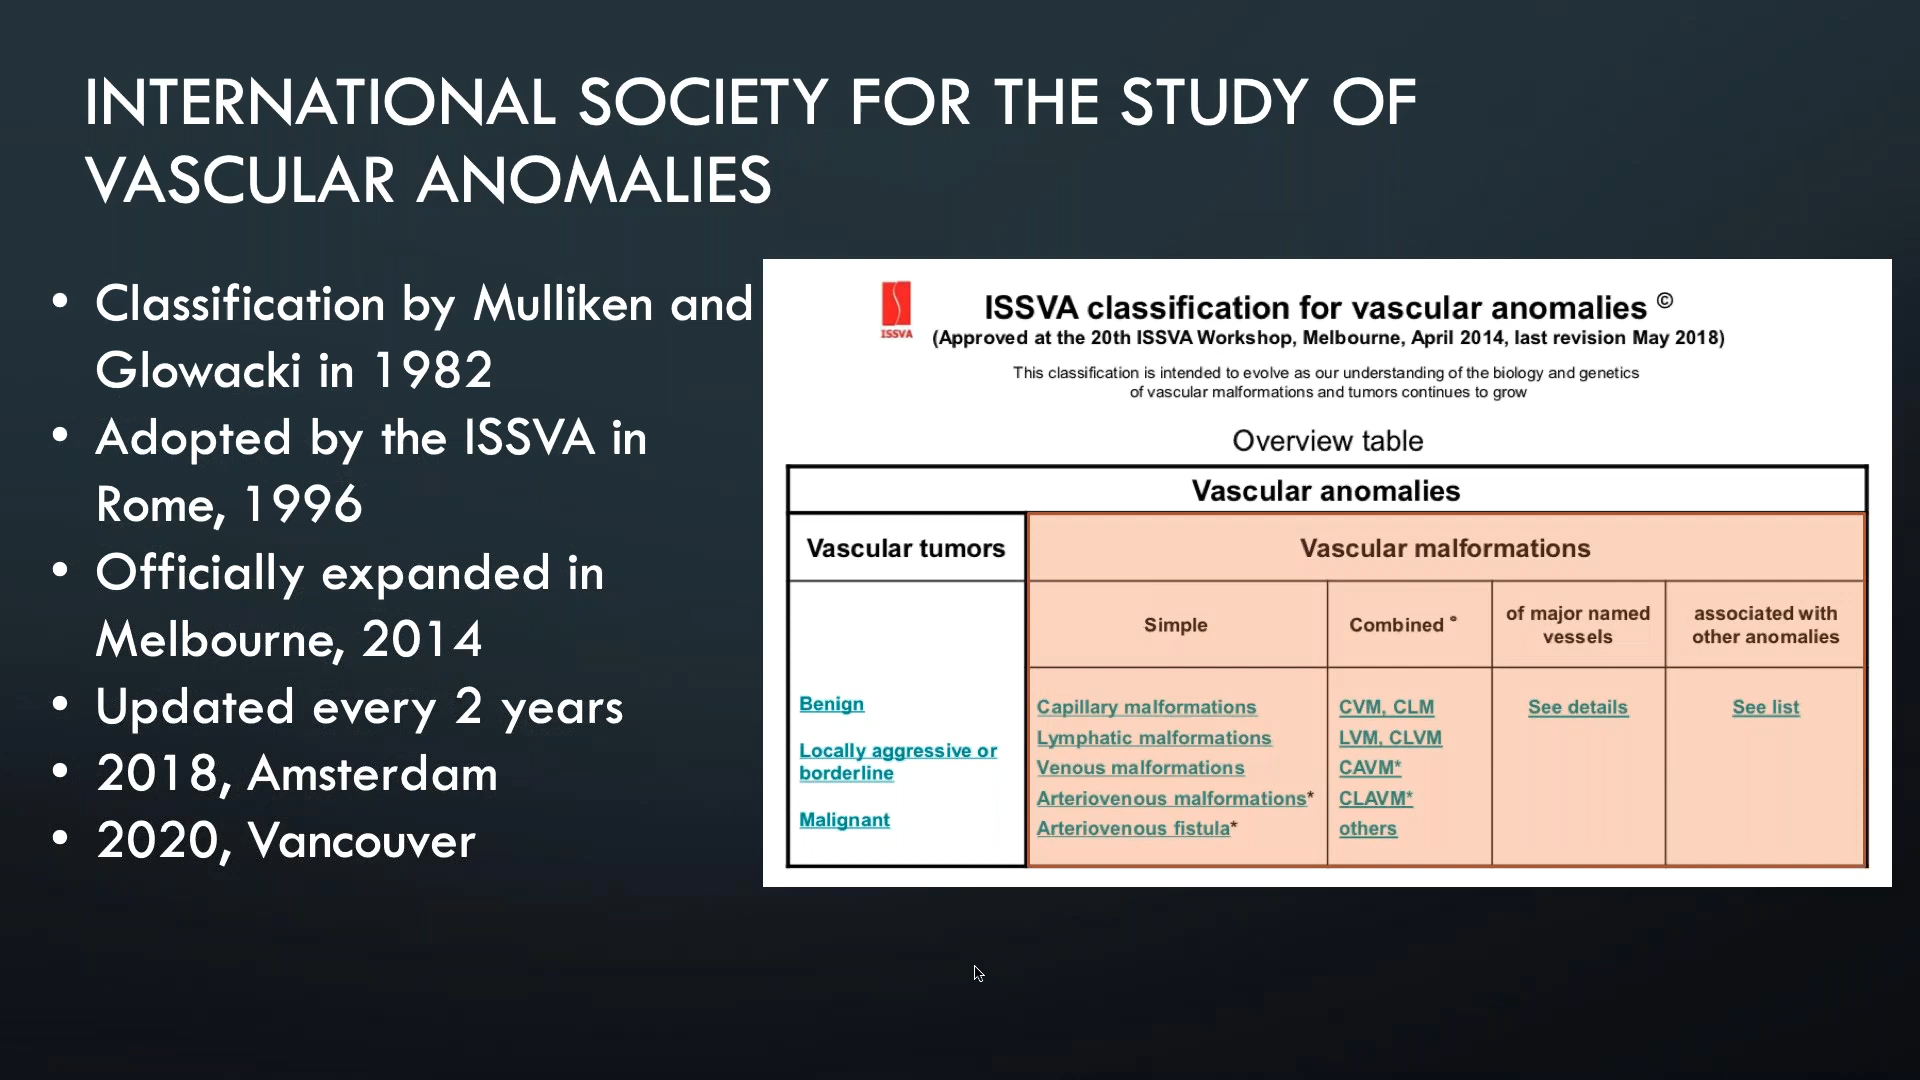 INTERNATIONAL SOCIETY FOR THE STUDY OF
VASCULAR ANOMALIES
• Classification by Mulliken and
Glowacki in 1982
• Adopted by the ISSVA in
Rome, 1996
• Officially expanded in
Melbourne, 2014
• Updated every 2 years
• 2018, Amsterdam
• 2020, Vancouver
ISSVA
ISSVA classification for vascular anomalies ©
(Approved at the 20th ISSVA Workshop, Melbourne, April 2014, last revision May 2018)
This classification is intended to evolve as our understanding of the biology and genetics
of vascular malformations and tumors continues to grow
Overview table
Vascular anomalies
Vascular tumors
Vascular malformations
Simple
Combined °
of major named
vessels
associated with
other anomalies
Benign
Locally aggressive or
borderline
Malignant
Capillary malformations
Lymphatic malformations
Venous malformations
Arteriovenous malformations*
Arteriovenous fistula*
CVM, CLM
LVM, CLVM
CAVM*
CLAVM*
others
See details
See list